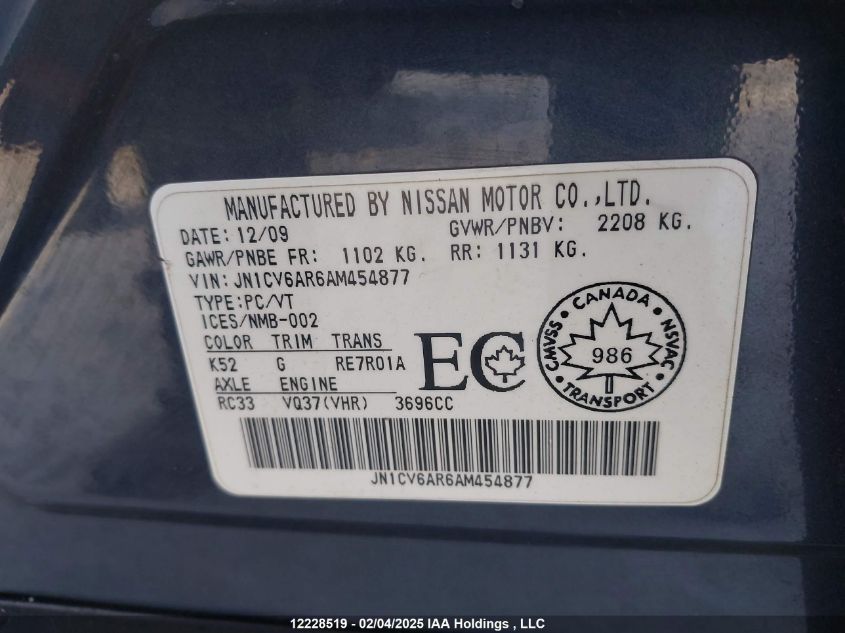 MANUFACTURED BY NISSAN MOTOR CO.,LTD.
DATE: 12/09 GVWR/PNBV: 2208 KG.
GAWR/PNBE FR: 1102 KG. RR: 1131 KG.
VIN: JN1CV6AR6AM454877
TYPE: PC/VT
ICES/NMB-002
COLOR TRIM TRANS
K52 G RE7R01A
AXLE ENGINE
RC33 VQ37(VHR) 3696CC
EC
CANADA
CMVSS
986
NSVAC
TRANSPORT
JN1CV6AR6AM454877
12228519 - 02/04/2025 IAA Holdings , LLC